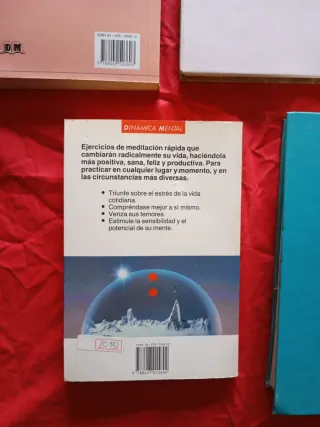 DM
DINÁMICA MENTAL
Ejercicios de meditación rápida que
cambiarán radicalmente su vida, haciéndola
más positiva, sana, feliz y productiva. Para
practicar en cualquier lugar y momento, y en
las circunstancias más diversas.
• Triunfe sobre el estrés de la vida
cotidiana.
• Compréndase mejor a sí mismo.
• Venza sus temores.
• Estimule la sensibilidad y el
potencial de su mente.